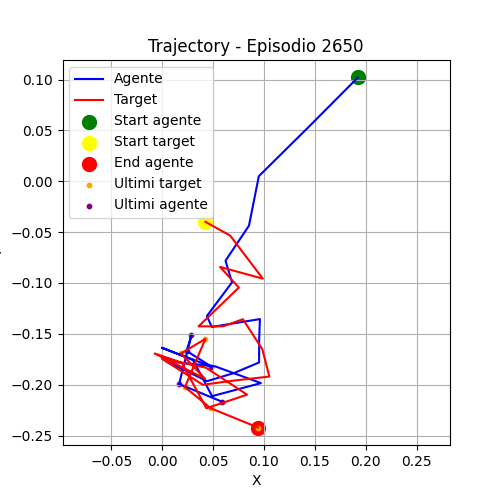 Trajectory - Episodio 2650
Agente
Target
Start agente
Start target
End agente
Ultimi target
Ultimi agente
0.10
0.05
0.00
−0.05
−0.10
−0.15
−0.20
−0.25
−0.05 0.00 0.05 0.10 0.15 0.20 0.25
X